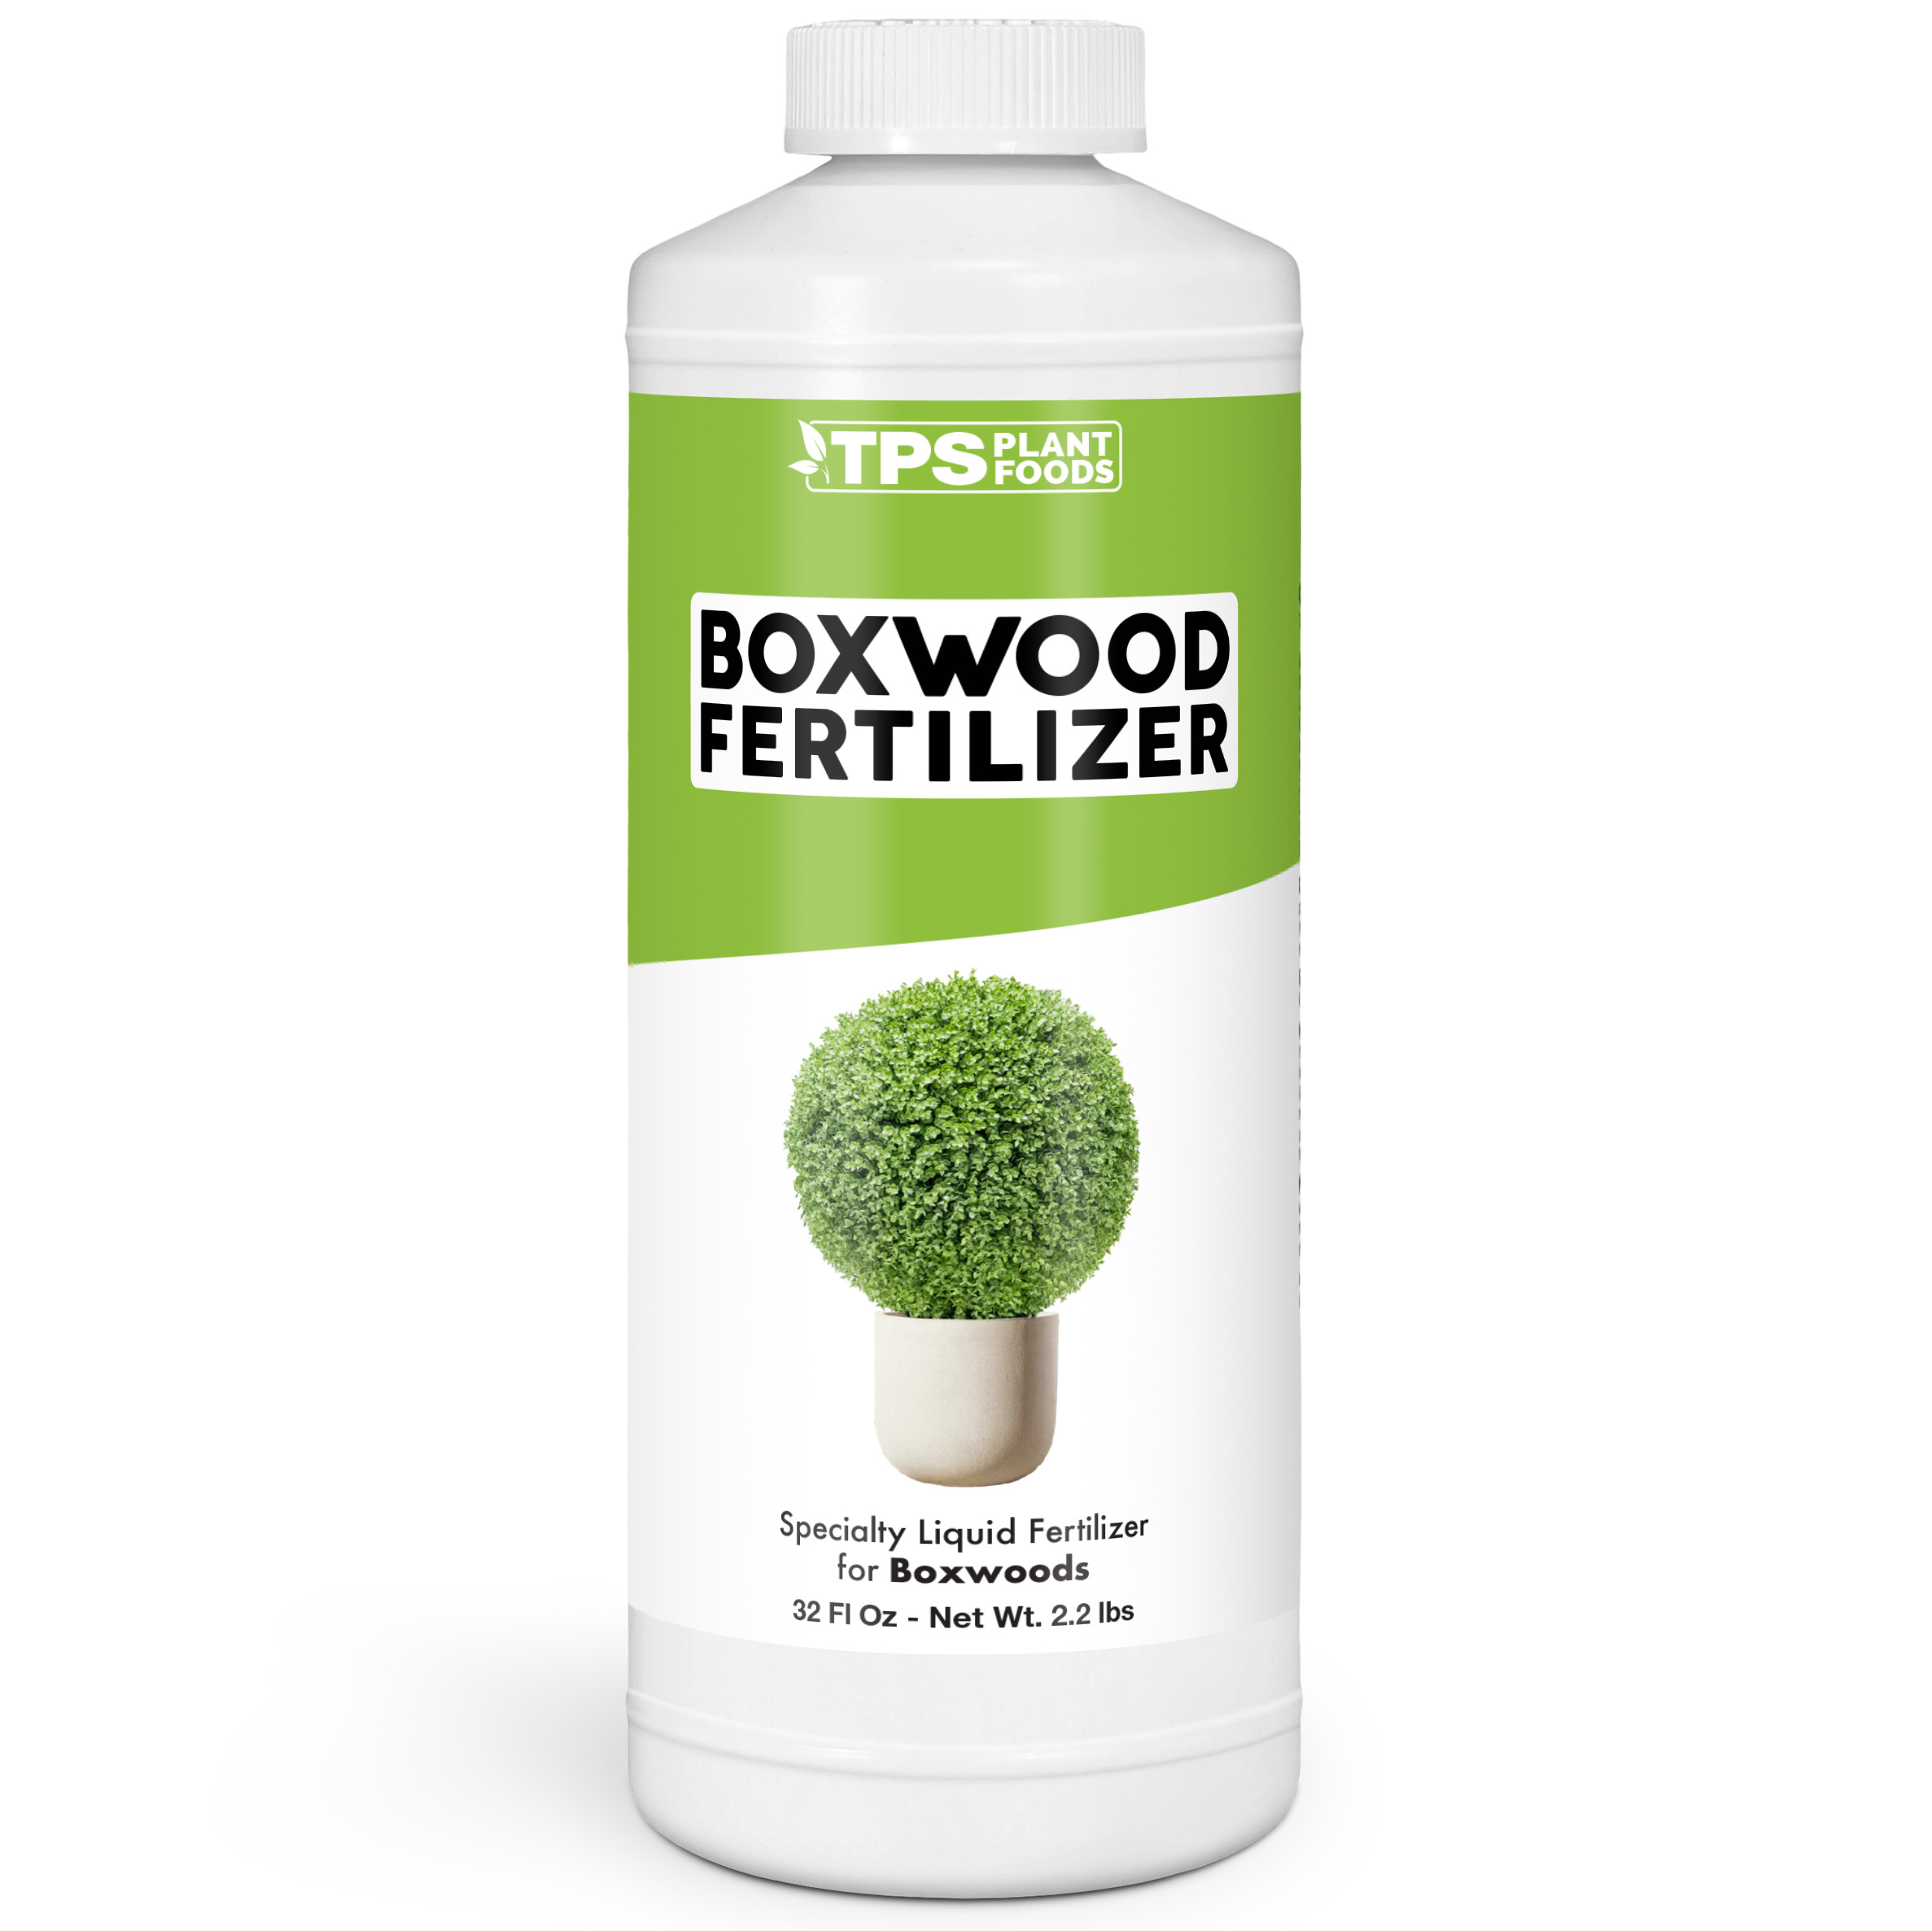 TPS PLANT FOODS
BOXWOOD
FERTILIZER
Specialty Liquid Fertilizer
for Boxwoods
32 Fl Oz - Net Wt. 2.2 lbs